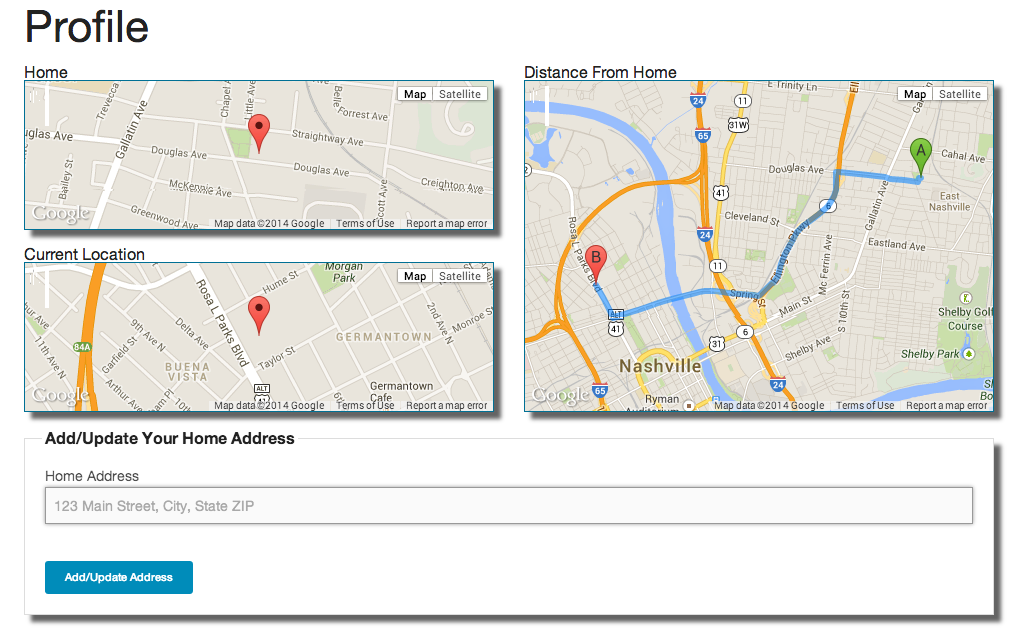 Profile
Home
Map Satellite
Trevecca
Gallatin Ave
Chapel
Little Ave
Belle
Forrest Ave
Straightway Ave
uglas Ave
Douglas Ave
Douglas Ave
Bailey St
McKennie Ave
Creighton Ave
Scott Ave
Greenwood Ave
Google
Map data ©2014 Google Terms of Use Report a map error
Current Location
Map Satellite
Morgan
Park
Hume St
Rosa L Parks Blvd
2nd Ave N
Monroe St
ur Ave
11th Ave N
84A
9th Ave N
Delta Ave
Garfield St
Taylor St
GERMANTOWN
BUENA
VISTA
Arthur Ave
10th
ALT
41
Germantown
Cafe
Google
Map data ©2014 Google Terms of Use Report a map error
Distance From Home
Map Satellite
E Trinity Ln
24
11
31W
65
A
Cahal Ave
Douglas Ave
2
41
Gallatin Ave
East
Nashville
6
Cleveland St
Rosa L Parks Blvd
24
Ellington Pkwy
Eastland Ave
Mc Ferrin Ave
B
11
Spring St
Main St
S 10th St
ALT
41
6
31
Shelby Ave
Shelby Golf
Course
Shelby Park
Nashville
65
24
Ryman
Auditorium
Google
Map data ©2014 Google Terms of Use Report a map error
Add/Update Your Home Address
Home Address
123 Main Street, City, State ZIP
Add/Update Address